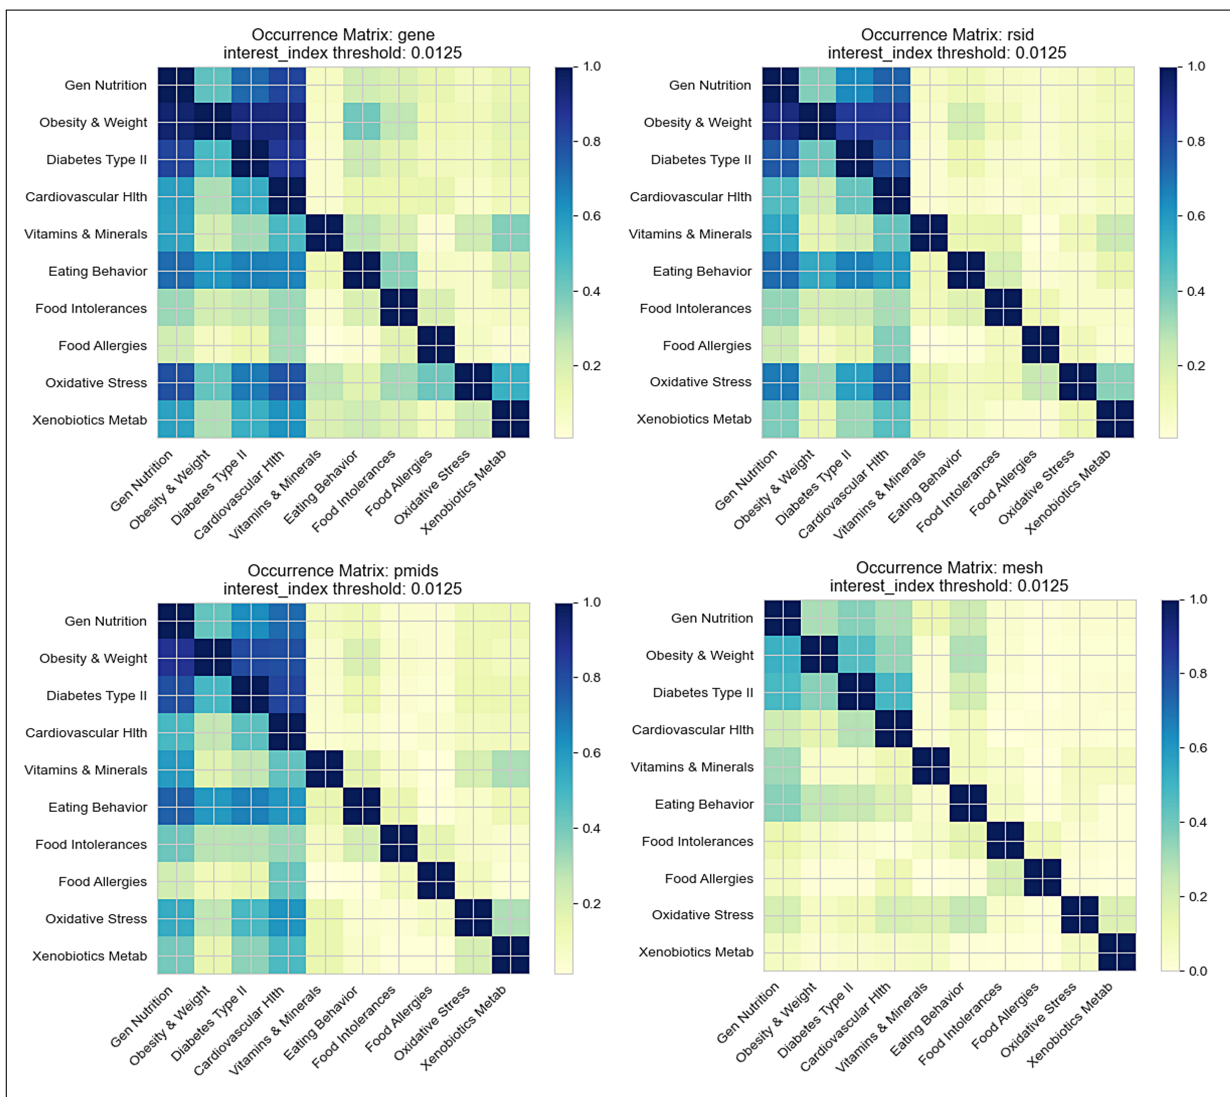 Occurrence Matrix: gene
interest_index threshold: 0.0125
Gen Nutrition
Obesity & Weight
Diabetes Type II
Cardiovascular Hlth
Vitamins & Minerals
Eating Behavior
Food Intolerances
Food Allergies
Oxidative Stress
Xenobiotics Metab
Gen Nutrition
Obesity & Weight
Diabetes Type II
Cardiovascular Hlth
Vitamins & Minerals
Eating Behavior
Food Intolerances
Food Allergies
Oxidative Stress
Xenobiotics Metab
1.0
0.8
0.6
0.4
0.2
Occurrence Matrix: rsid
interest_index threshold: 0.0125
Gen Nutrition
Obesity & Weight
Diabetes Type II
Cardiovascular Hlth
Vitamins & Minerals
Eating Behavior
Food Intolerances
Food Allergies
Oxidative Stress
Xenobiotics Metab
Gen Nutrition
Obesity & Weight
Diabetes Type II
Cardiovascular Hlth
Vitamins & Minerals
Eating Behavior
Food Intolerances
Food Allergies
Oxidative Stress
Xenobiotics Metab
1.0
0.8
0.6
0.4
0.2
Occurrence Matrix: pmids
interest_index threshold: 0.0125
Gen Nutrition
Obesity & Weight
Diabetes Type II
Cardiovascular Hlth
Vitamins & Minerals
Eating Behavior
Food Intolerances
Food Allergies
Oxidative Stress
Xenobiotics Metab
Gen Nutrition
Obesity & Weight
Diabetes Type II
Cardiovascular Hlth
Vitamins & Minerals
Eating Behavior
Food Intolerances
Food Allergies
Oxidative Stress
Xenobiotics Metab
1.0
0.8
0.6
0.4
0.2
Occurrence Matrix: mesh
interest_index threshold: 0.0125
Gen Nutrition
Obesity & Weight
Diabetes Type II
Cardiovascular Hlth
Vitamins & Minerals
Eating Behavior
Food Intolerances
Food Allergies
Oxidative Stress
Xenobiotics Metab
Gen Nutrition
Obesity & Weight
Diabetes Type II
Cardiovascular Hlth
Vitamins & Minerals
Eating Behavior
Food Intolerances
Food Allergies
Oxidative Stress
Xenobiotics Metab
1.0
0.8
0.6
0.4
0.2
0.0